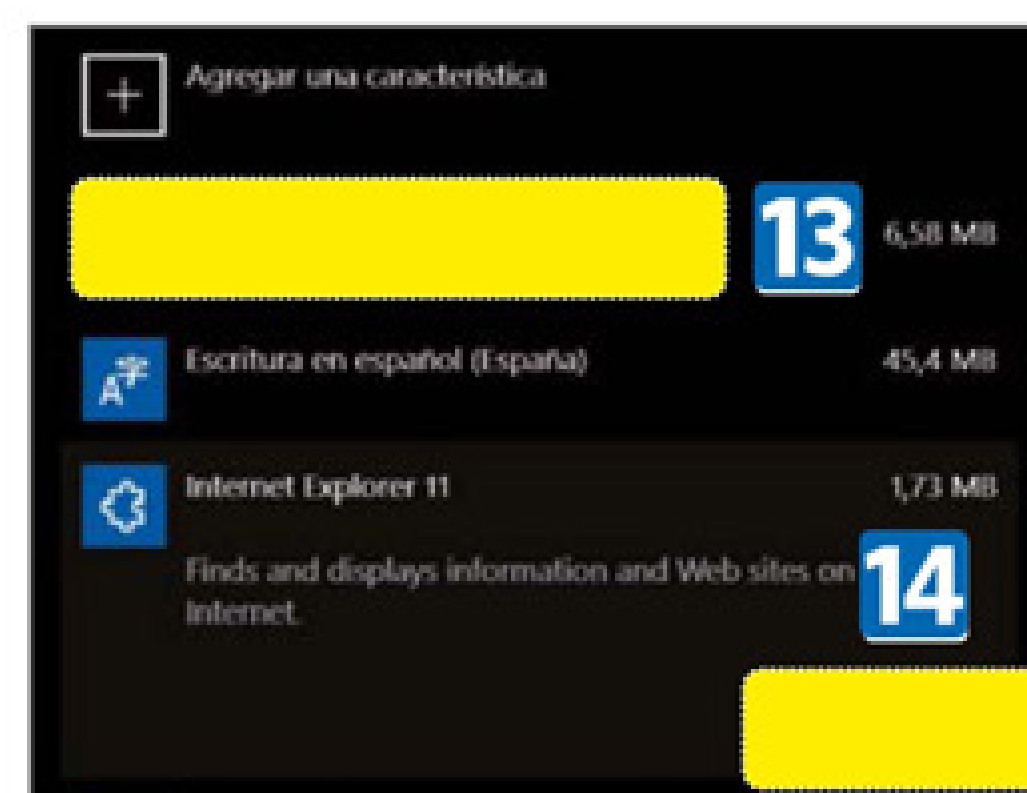 Agregar una característica
13
6,58 MB
Escritura en español (España)
45,4 MB
Internet Explorer 11
1,73 MB
Finds and displays information and Web sites on
Internet.
14